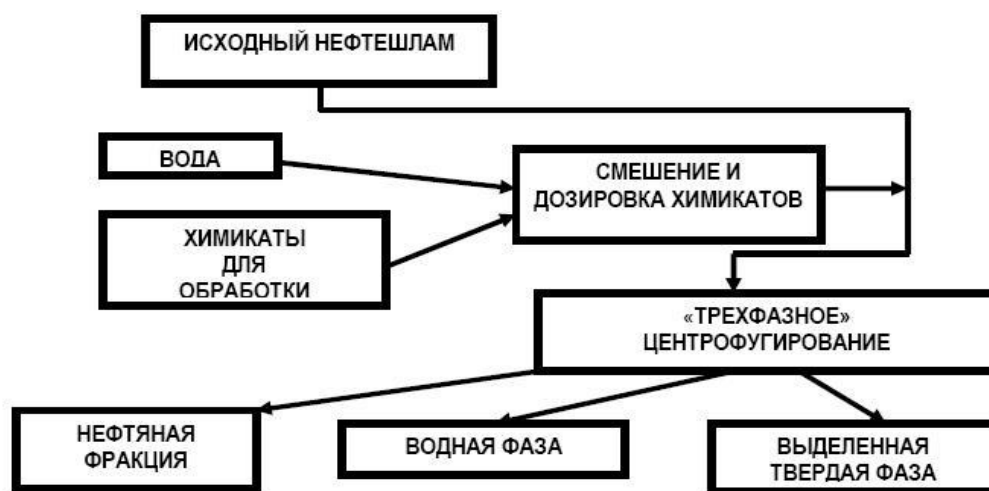 ИСХОДНЫЙ НЕФТЕШЛАМ
ВОДА
СМЕШЕНИЕ И
ДОЗИРОВКА ХИМИКАТОВ
ХИМИКАТЫ
ДЛЯ
ОБРАБОТКИ
«ТРЕХФАЗНОЕ»
ЦЕНТРОФУГИРОВАНИЕ
НЕФТЯНАЯ
ФРАКЦИЯ
ВОДНАЯ ФАЗА
ВЫДЕЛЕННАЯ
ТВЕРДАЯ ФАЗА